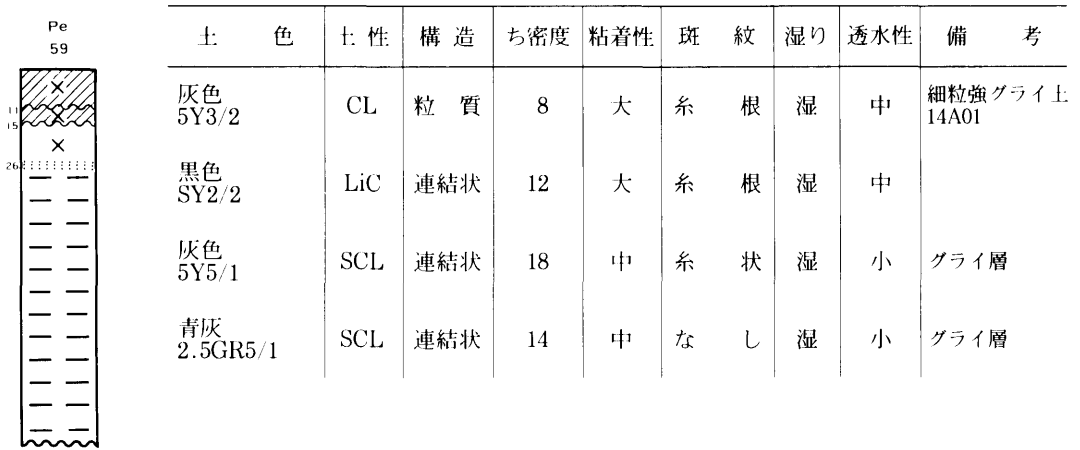 Pe
59
11
15
26
土 色 土 性 構 造 ち密度 粘着性 斑 紋 湿り 透水性 備 考
灰色 CL 粒 質 8 大 糸 根 湿 中 細粒強グライ土
5Y3/2 14A01
黒色 LiC 連結状 12 大 糸 根 湿 中
SY2/2
灰色 SCL 連結状 18 中 糸 状 湿 小 グライ層
5Y5/1
青灰 SCL 連結状 14 中 な し 湿 小 グライ層
2.5GR5/1